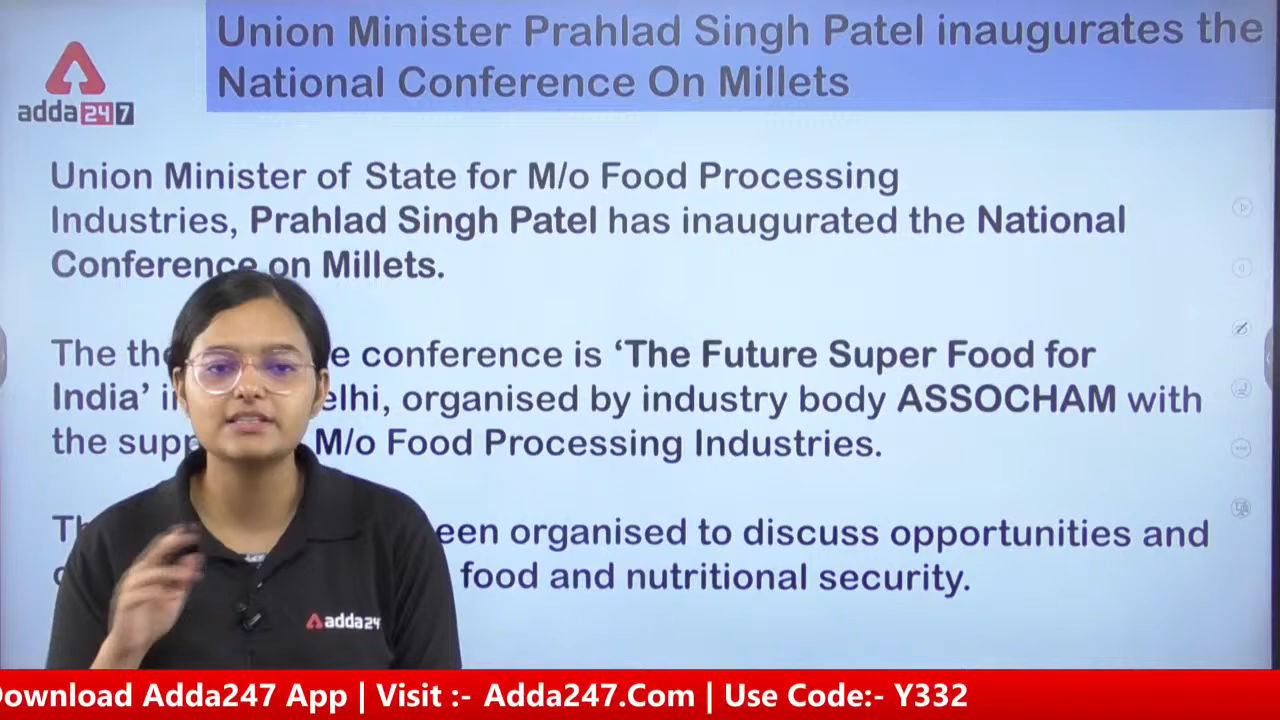 Union Minister Prahlad Singh Patel inaugurates the
National Conference On Millets
adda247
Union Minister of State for M/o Food Processing
Industries, Prahlad Singh Patel has inaugurated the National
Conference on Millets.
The the conference is ‘The Future Super Food for
India’ in elhi, organised by industry body ASSOCHAM with
the supp M/o Food Processing Industries.
een organised to discuss opportunities and
food and nutritional security.
adda24
Download Adda247 App | Visit :- Adda247.Com | Use Code:- Y332